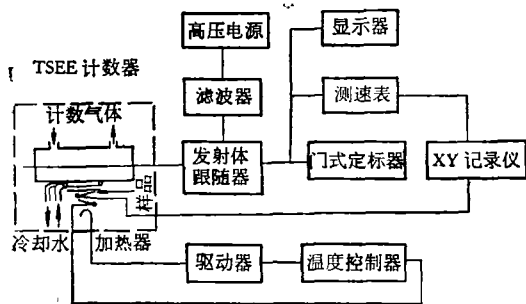 高压电源
显示器
TSEE 计数器
计数气体
滤波器
测速表
发射体
跟随器
门式定标器
XY 记录仪
样品
冷却水
加热器
驱动器
温度控制器